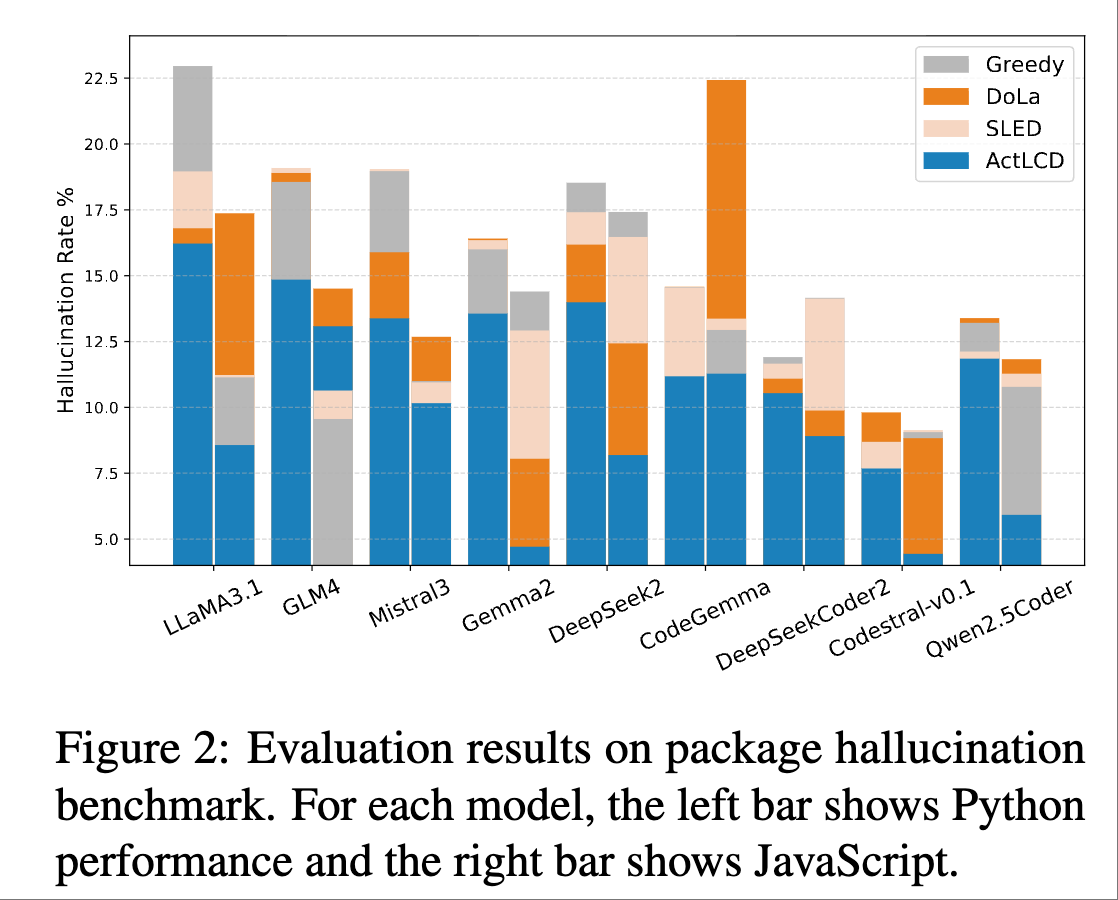 Hallucination Rate %
22.5
20.0
17.5
15.0
12.5
10.0
7.5
5.0
Greedy
DoLa
SLED
ActLCD
LLaMA3.1
GLM4
Mistral3
Gemma2
DeepSeek2
CodeGemma
DeepSeekCoder2
Codestral-v0.1
Qwen2.5Coder
Figure 2: Evaluation results on package hallucination
benchmark. For each model, the left bar shows Python
performance and the right bar shows JavaScript.